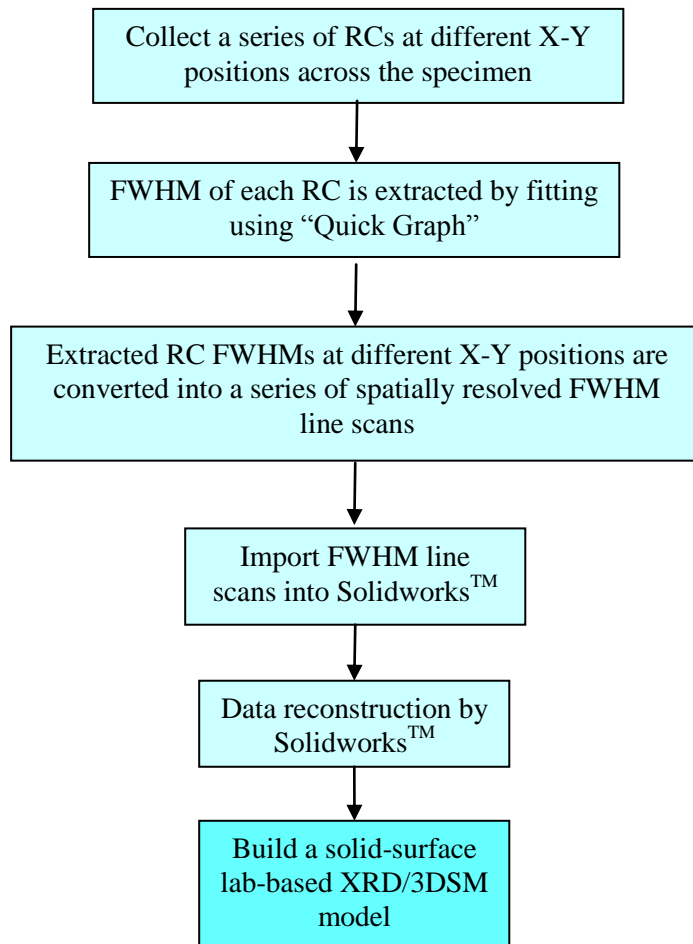 Collect a series of RCs at different X-Y
positions across the specimen
FWHM of each RC is extracted by fitting
using “Quick Graph”
Extracted RC FWHMs at different X-Y positions are
converted into a series of spatially resolved FWHM
line scans
Import FWHM line
scans into Solidworks™
Data reconstruction by
Solidworks™
Build a solid-surface
lab-based XRD/3DSM
model